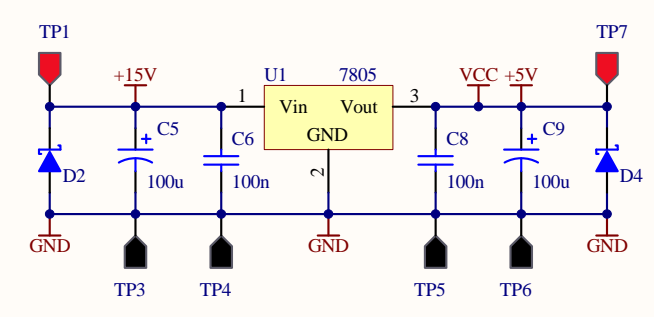 TP1 TP7
+15V U1 7805 VCC +5V
1 Vin Vout 3
C5 C6 GND C8 C9
D2 100u 100n 2 100n 100u D4
GND GND GND
TP3 TP4 TP5 TP6